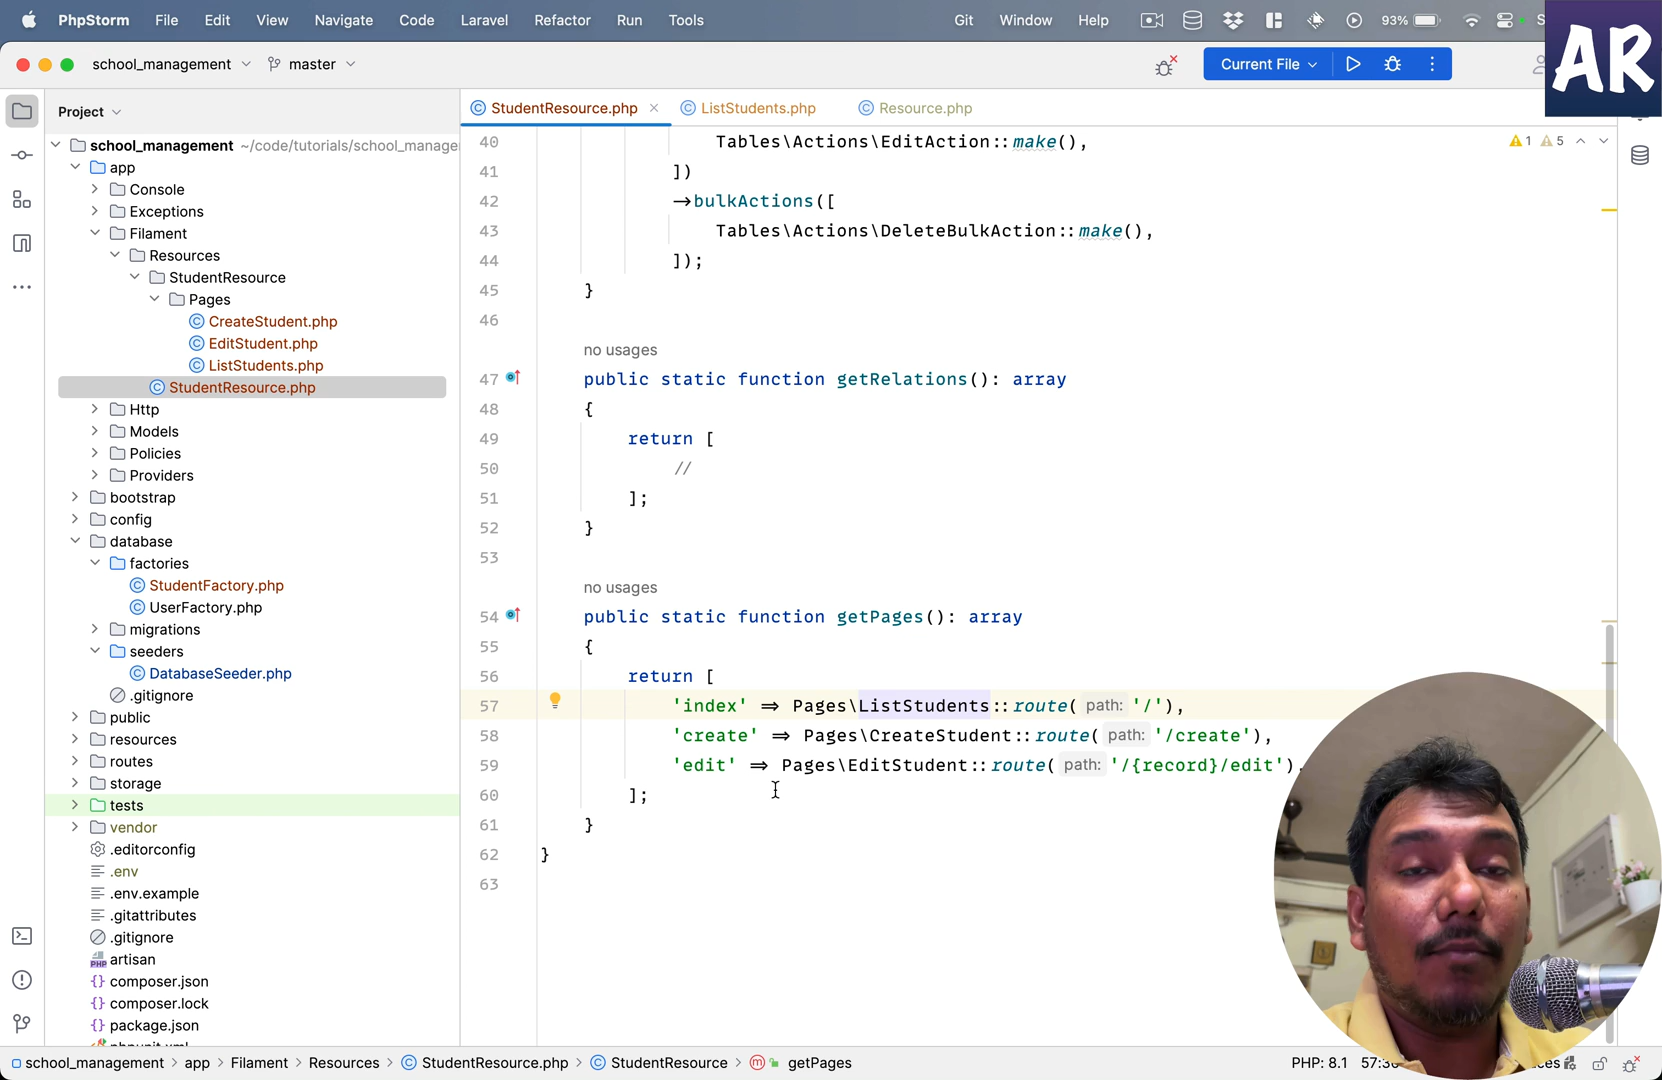 PhpStorm File Edit View Navigate Code Laravel Refactor Run Tools Git Window Help 93%
AR
school_management master Current File
Project
StudentResource.php ListStudents.php Resource.php
school_management ~/code/tutorials/school_manage
app
Console
Exceptions
Filament
Resources
StudentResource
Pages
CreateStudent.php
EditStudent.php
ListStudents.php
StudentResource.php
Http
Models
Policies
Providers
bootstrap
config
database
factories
StudentFactory.php
UserFactory.php
migrations
seeders
DatabaseSeeder.php
.gitignore
public
resources
routes
storage
tests
vendor
.editorconfig
.env
.env.example
.gitattributes
.gitignore
artisan
composer.json
composer.lock
package.json
phpunit.xml
1 5
40 Tables\Actions\EditAction::make(),
41 ])
42 ->bulkActions([
43 Tables\Actions\DeleteBulkAction::make(),
44 ]);
45 }
46
no usages
47 public static function getRelations(): array
48 {
49 return [
50 //
51 ];
52 }
53
no usages
54 public static function getPages(): array
55 {
56 return [
57 'index' => Pages\ListStudents::route( path: '/'),
58 'create' => Pages\CreateStudent::route( path: '/create'),
59 'edit' => Pages\EditStudent::route( path: '/{record}/edit'),
60 ];
61 }
62 }
63
school_management > app > Filament > Resources > StudentResource.php > StudentResource > getPages PHP: 8.1